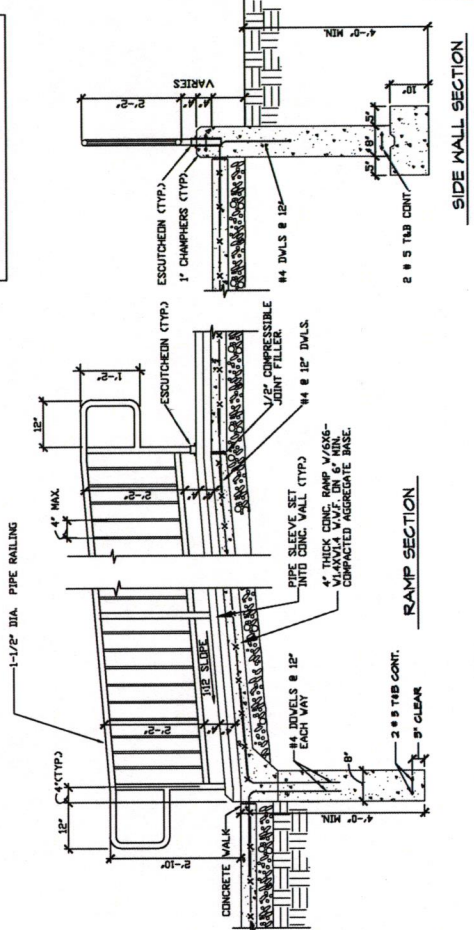 1-1/2" DIA. PIPE RAILING
12"
4"(TYP.)
4" MAX.
12"
1'-2"
2'-10"
2'-2"
4"
4"
2'-2"
4"
4"
1:12 SLOPE
ESCUTCHEON (TYP.)
CONCRETE WALK
1/2" COMPRESSIBLE
JOINT FILLER.
#4 @ 12" DWLS.
PIPE SLEEVE SET
INTO CONC. WALL (TYP.)
4" THICK CONC. RAMP W/6X6-
W1.4XW1.4 W.W.F. ON 6" MIN.
COMPACTED AGGREGATE BASE.
#4 DOWELS @ 12"
EACH WAY
4'-0" MIN.
8"
2 # 5 T&B CONT.
3" CLEAR
RAMP SECTION
2'-2"
4"
4"
VARIES
ESCUTCHEON (TYP.)
1" CHAMPHERS (TYP.)
#4 DWLS @ 12"
4'-0" MIN.
10"
5"
8"
5"
2 # 5 T&B CONT.
SIDE WALL SECTION